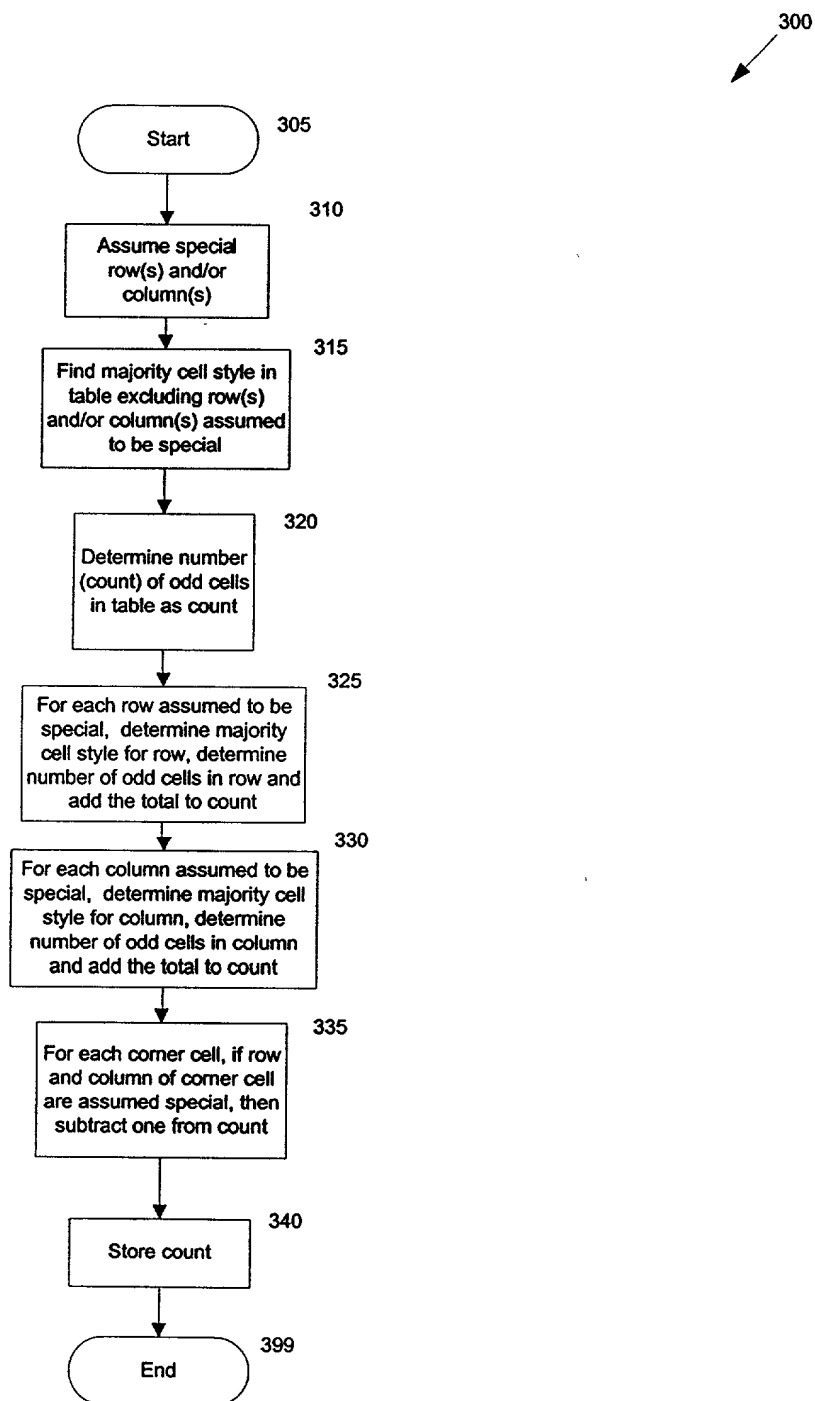 300
Start
305
310
Assume special
row(s) and/or
column(s)
315
Find majority cell style in
table excluding row(s)
and/or column(s) assumed
to be special
320
Determine number
(count) of odd cells
in table as count
325
For each row assumed to be
special, determine majority
cell style for row, determine
number of odd cells in row and
add the total to count
330
For each column assumed to be
special, determine majority cell
style for column, determine
number of odd cells in column
and add the total to count
335
For each corner cell, if row
and column of corner cell
are assumed special, then
subtract one from count
340
Store count
399
End